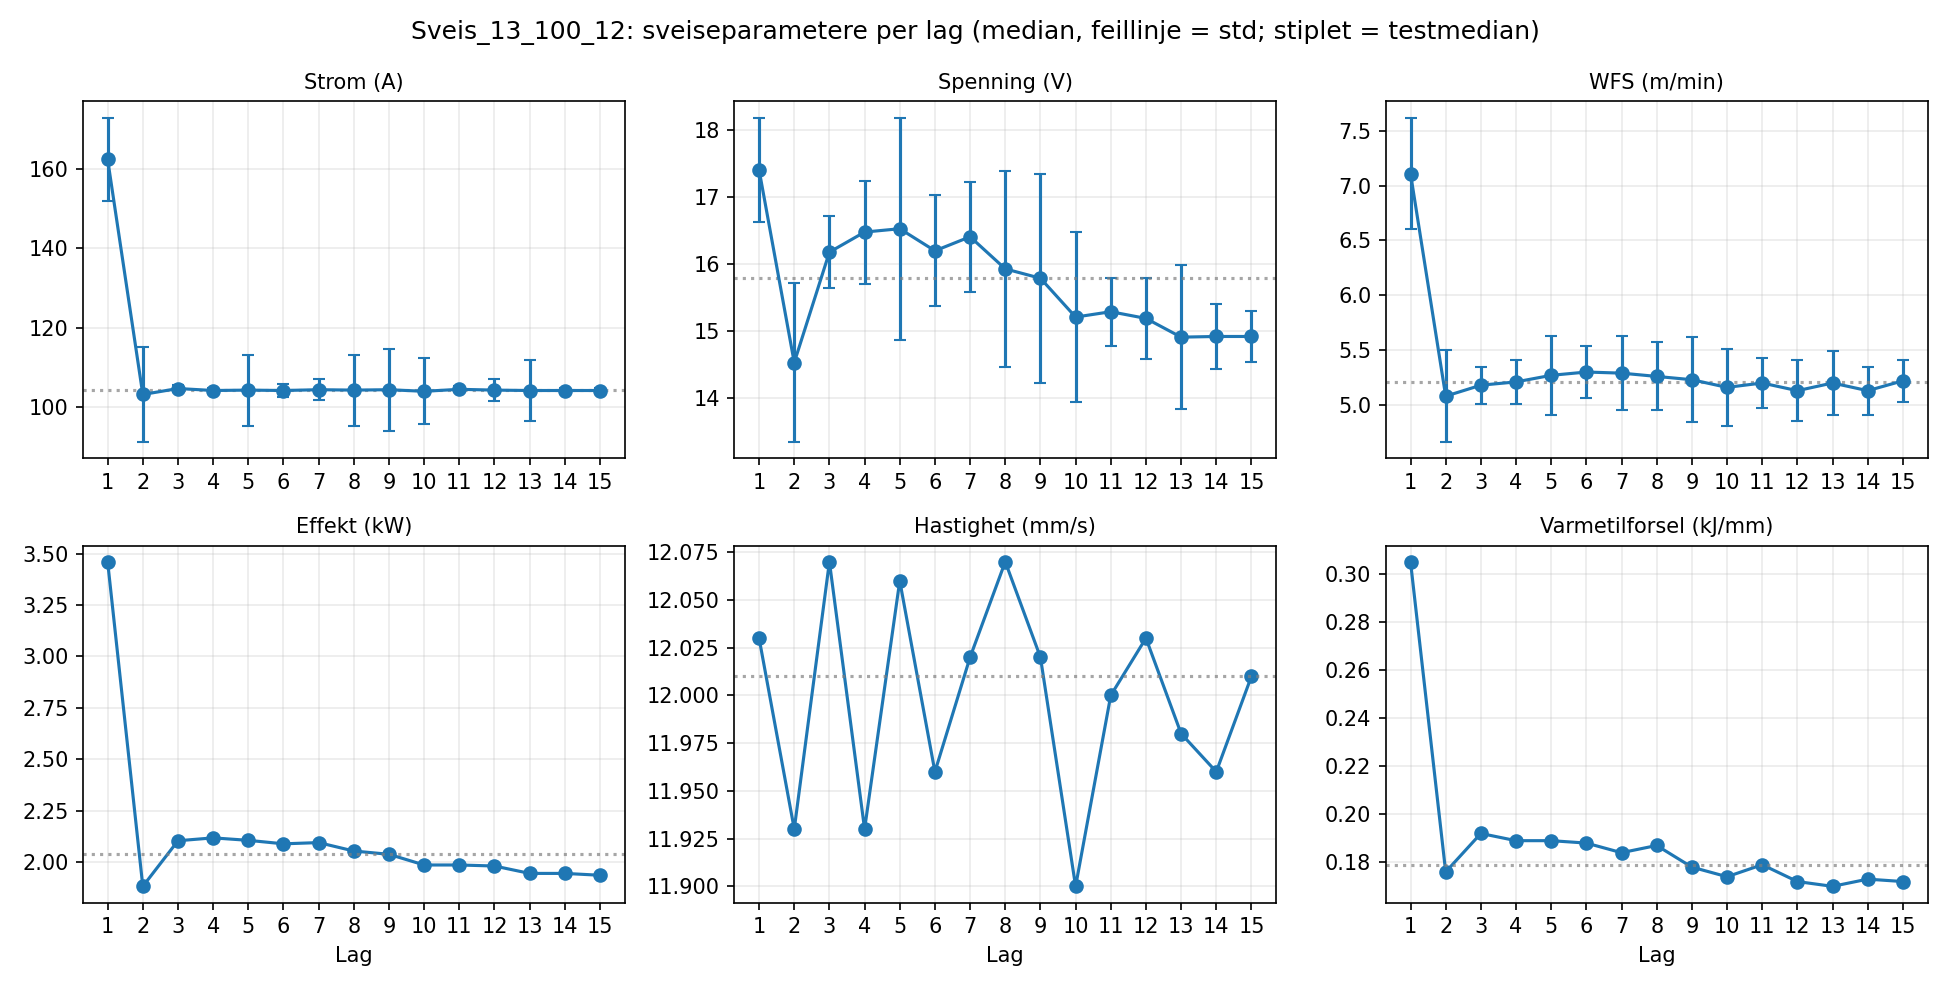 Sveis_13_100_12: sveiseparametere per lag (median, feillinje = std; stiplet = testmedian)
Strom (A)
160
140
120
100
1 2 3 4 5 6 7 8 9 10 11 12 13 14 15
Spenning (V)
18
17
16
15
14
1 2 3 4 5 6 7 8 9 10 11 12 13 14 15
WFS (m/min)
7.5
7.0
6.5
6.0
5.5
5.0
1 2 3 4 5 6 7 8 9 10 11 12 13 14 15
Effekt (kW)
3.50
3.25
3.00
2.75
2.50
2.25
2.00
1 2 3 4 5 6 7 8 9 10 11 12 13 14 15
Lag
Hastighet (mm/s)
12.075
12.050
12.025
12.000
11.975
11.950
11.925
11.900
1 2 3 4 5 6 7 8 9 10 11 12 13 14 15
Lag
Varmetilforsel (kJ/mm)
0.30
0.28
0.26
0.24
0.22
0.20
0.18
1 2 3 4 5 6 7 8 9 10 11 12 13 14 15
Lag